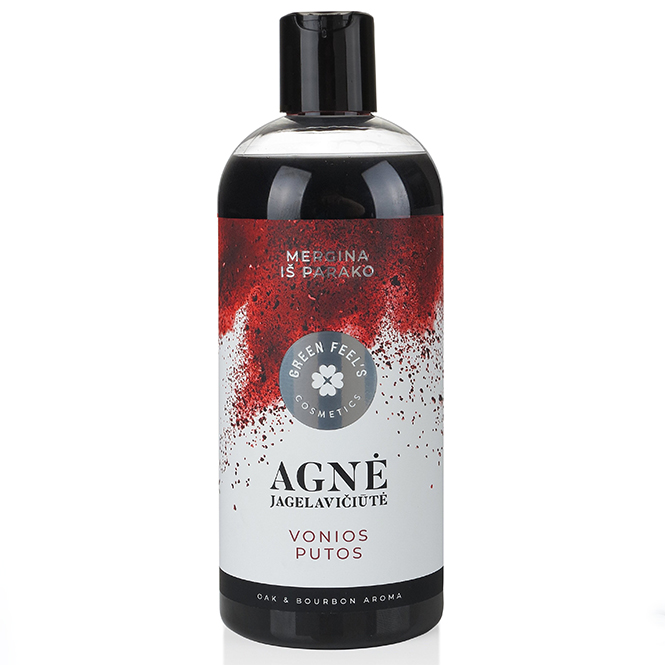 MERGINA
IŠ PARAKO
GREEN FEEL'S
COSMETICS
AGNĖ
JAGELAVIČIŪTĖ
VONIOS
PUTOS
OAK & BOURBON AROMA